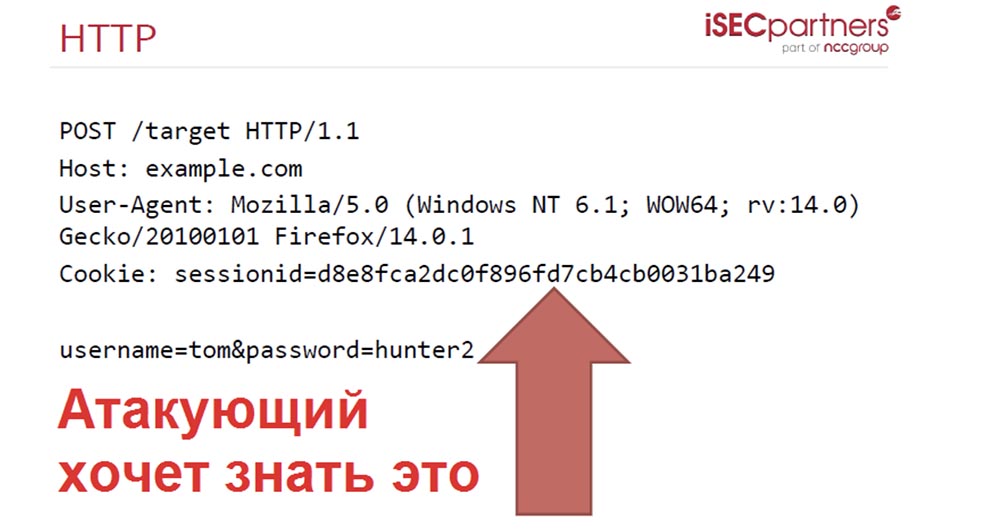 HTTP
iSECpartners
part of nccgroup
POST /target HTTP/1.1
Host: example.com
User-Agent: Mozilla/5.0 (Windows NT 6.1; WOW64; rv:14.0)
Gecko/20100101 Firefox/14.0.1
Cookie: sessionid=d8e8fca2dc0f896fd7cb4cb0031ba249
username=tom&password=hunter2
Атакующий
хочет знать это